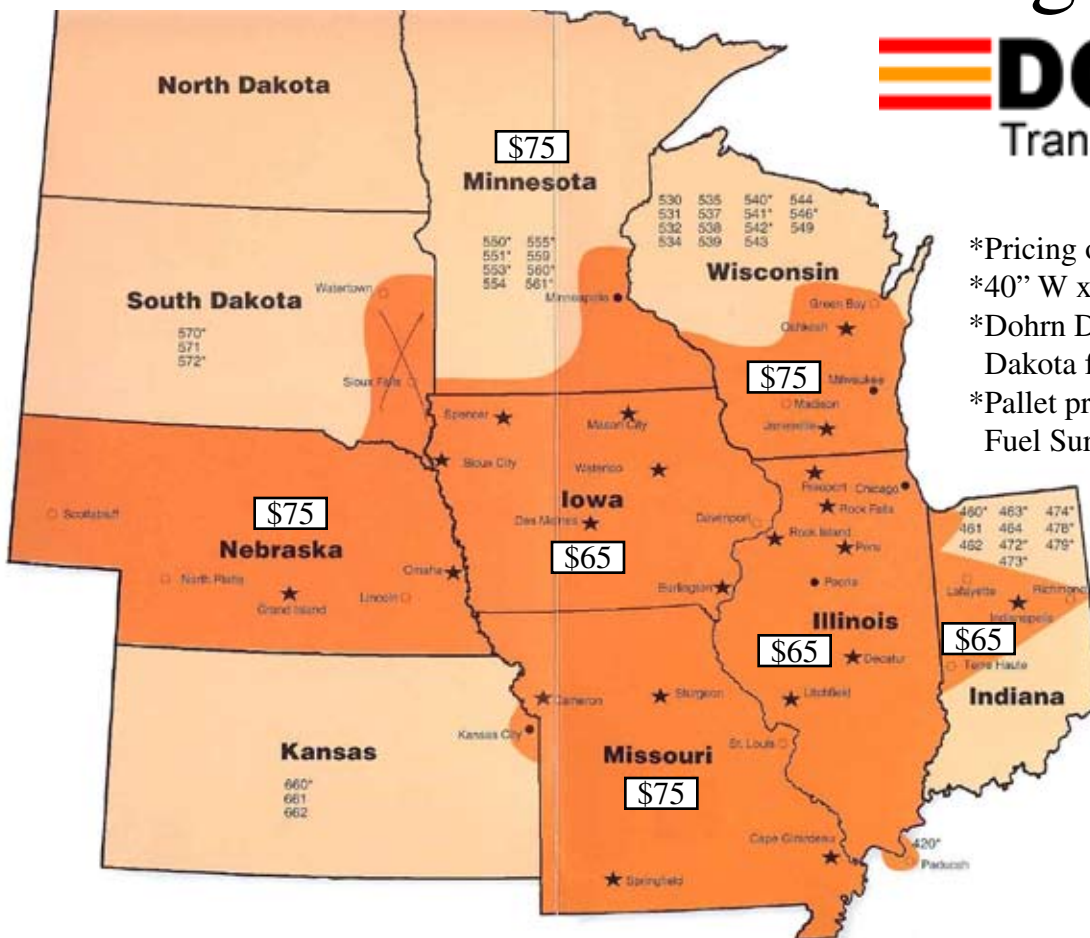 g
DO
Tran
North Dakota
$75
Minnesota
550* 555*
551* 559
553* 560*
554 561*
Minneapolis
530 535 540* 544
531 537 541* 546*
532 538 542* 549
534 539 543
Wisconsin
Green Bay
Oshkosh
$75
Milwaukee
Madison
Janesville
*Pricing o
*40” W x
*Dohrn D
Dakota f
*Pallet pr
Fuel Sur
Watertown
South Dakota
570*
571
572*
Sioux Falls
Spencer
Mason City
Sioux City
Waterloo
Iowa
Des Moines
Davenport
$65
Burlington
Scottsbluff
$75
Nebraska
Omaha
North Platte
Grand Island
Lincoln
Freeport
Chicago
Rock Falls
Rock Island
Peru
Peoria
Illinois
$65
Decatur
Litchfield
460* 463* 474*
461 464 478*
462 472* 479*
473*
Lafayette
Richmond
Indianapolis
$65
Terre Haute
Indiana
Cameron
Sturgeon
Kansas City
St. Louis
Kansas
660*
661
662
Missouri
$75
Cape Girardeau
Springfield
420*
Paducah